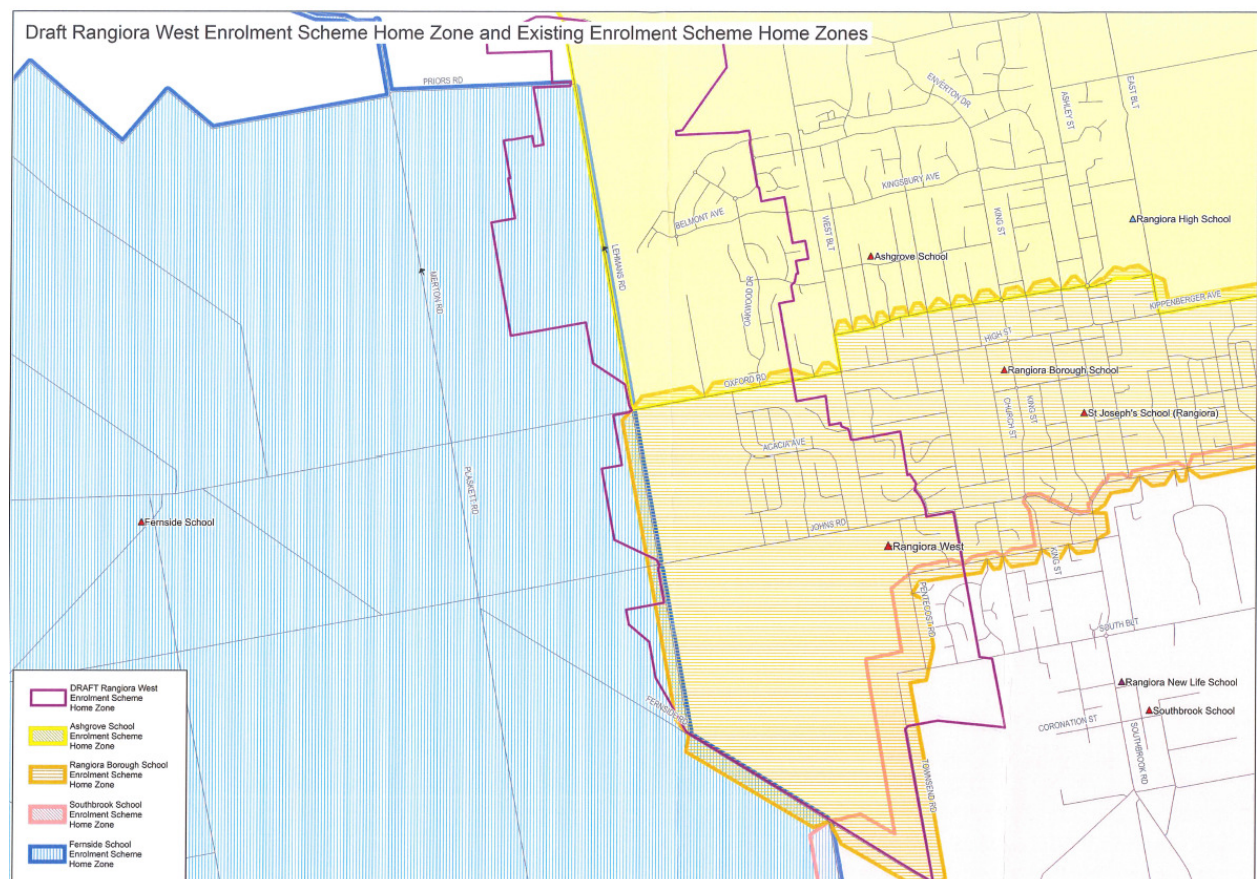 Draft Rangiora West Enrolment Scheme Home Zone and Existing Enrolment Scheme Home Zones
PRIORS RD
ENVERTON DR
EAST BLT
ASHLEY ST
KINGSBURY AVE
BELMONT AVE
WEST BLT
KING ST
Rangiora High School
Ashgrove School
LEHMANS RD
MERTON RD
OAKWOOD DR
KIPPENBERGER AVE
HIGH ST
Rangiora Borough School
OXFORD RD
KING ST
CHURCH ST
St Joseph's School (Rangiora)
ACACIA AVE
PLASKETT RD
Fernside School
JOHNS RD
Rangiora West
KING ST
PENTECOST RD
SOUTH BLT
Rangiora New Life School
Southbrook School
FERNSIDE RD
CORONATION ST
SOUTHBROOK RD
TOWNSEND RD
DRAFT Rangiora West
Enrolment Scheme
Home Zone
Ashgrove School
Enrolment Scheme
Home Zone
Rangiora Borough School
Enrolment Scheme
Home Zone
Southbrook School
Enrolment Scheme
Home Zone
Fernside School
Enrolment Scheme
Home Zone